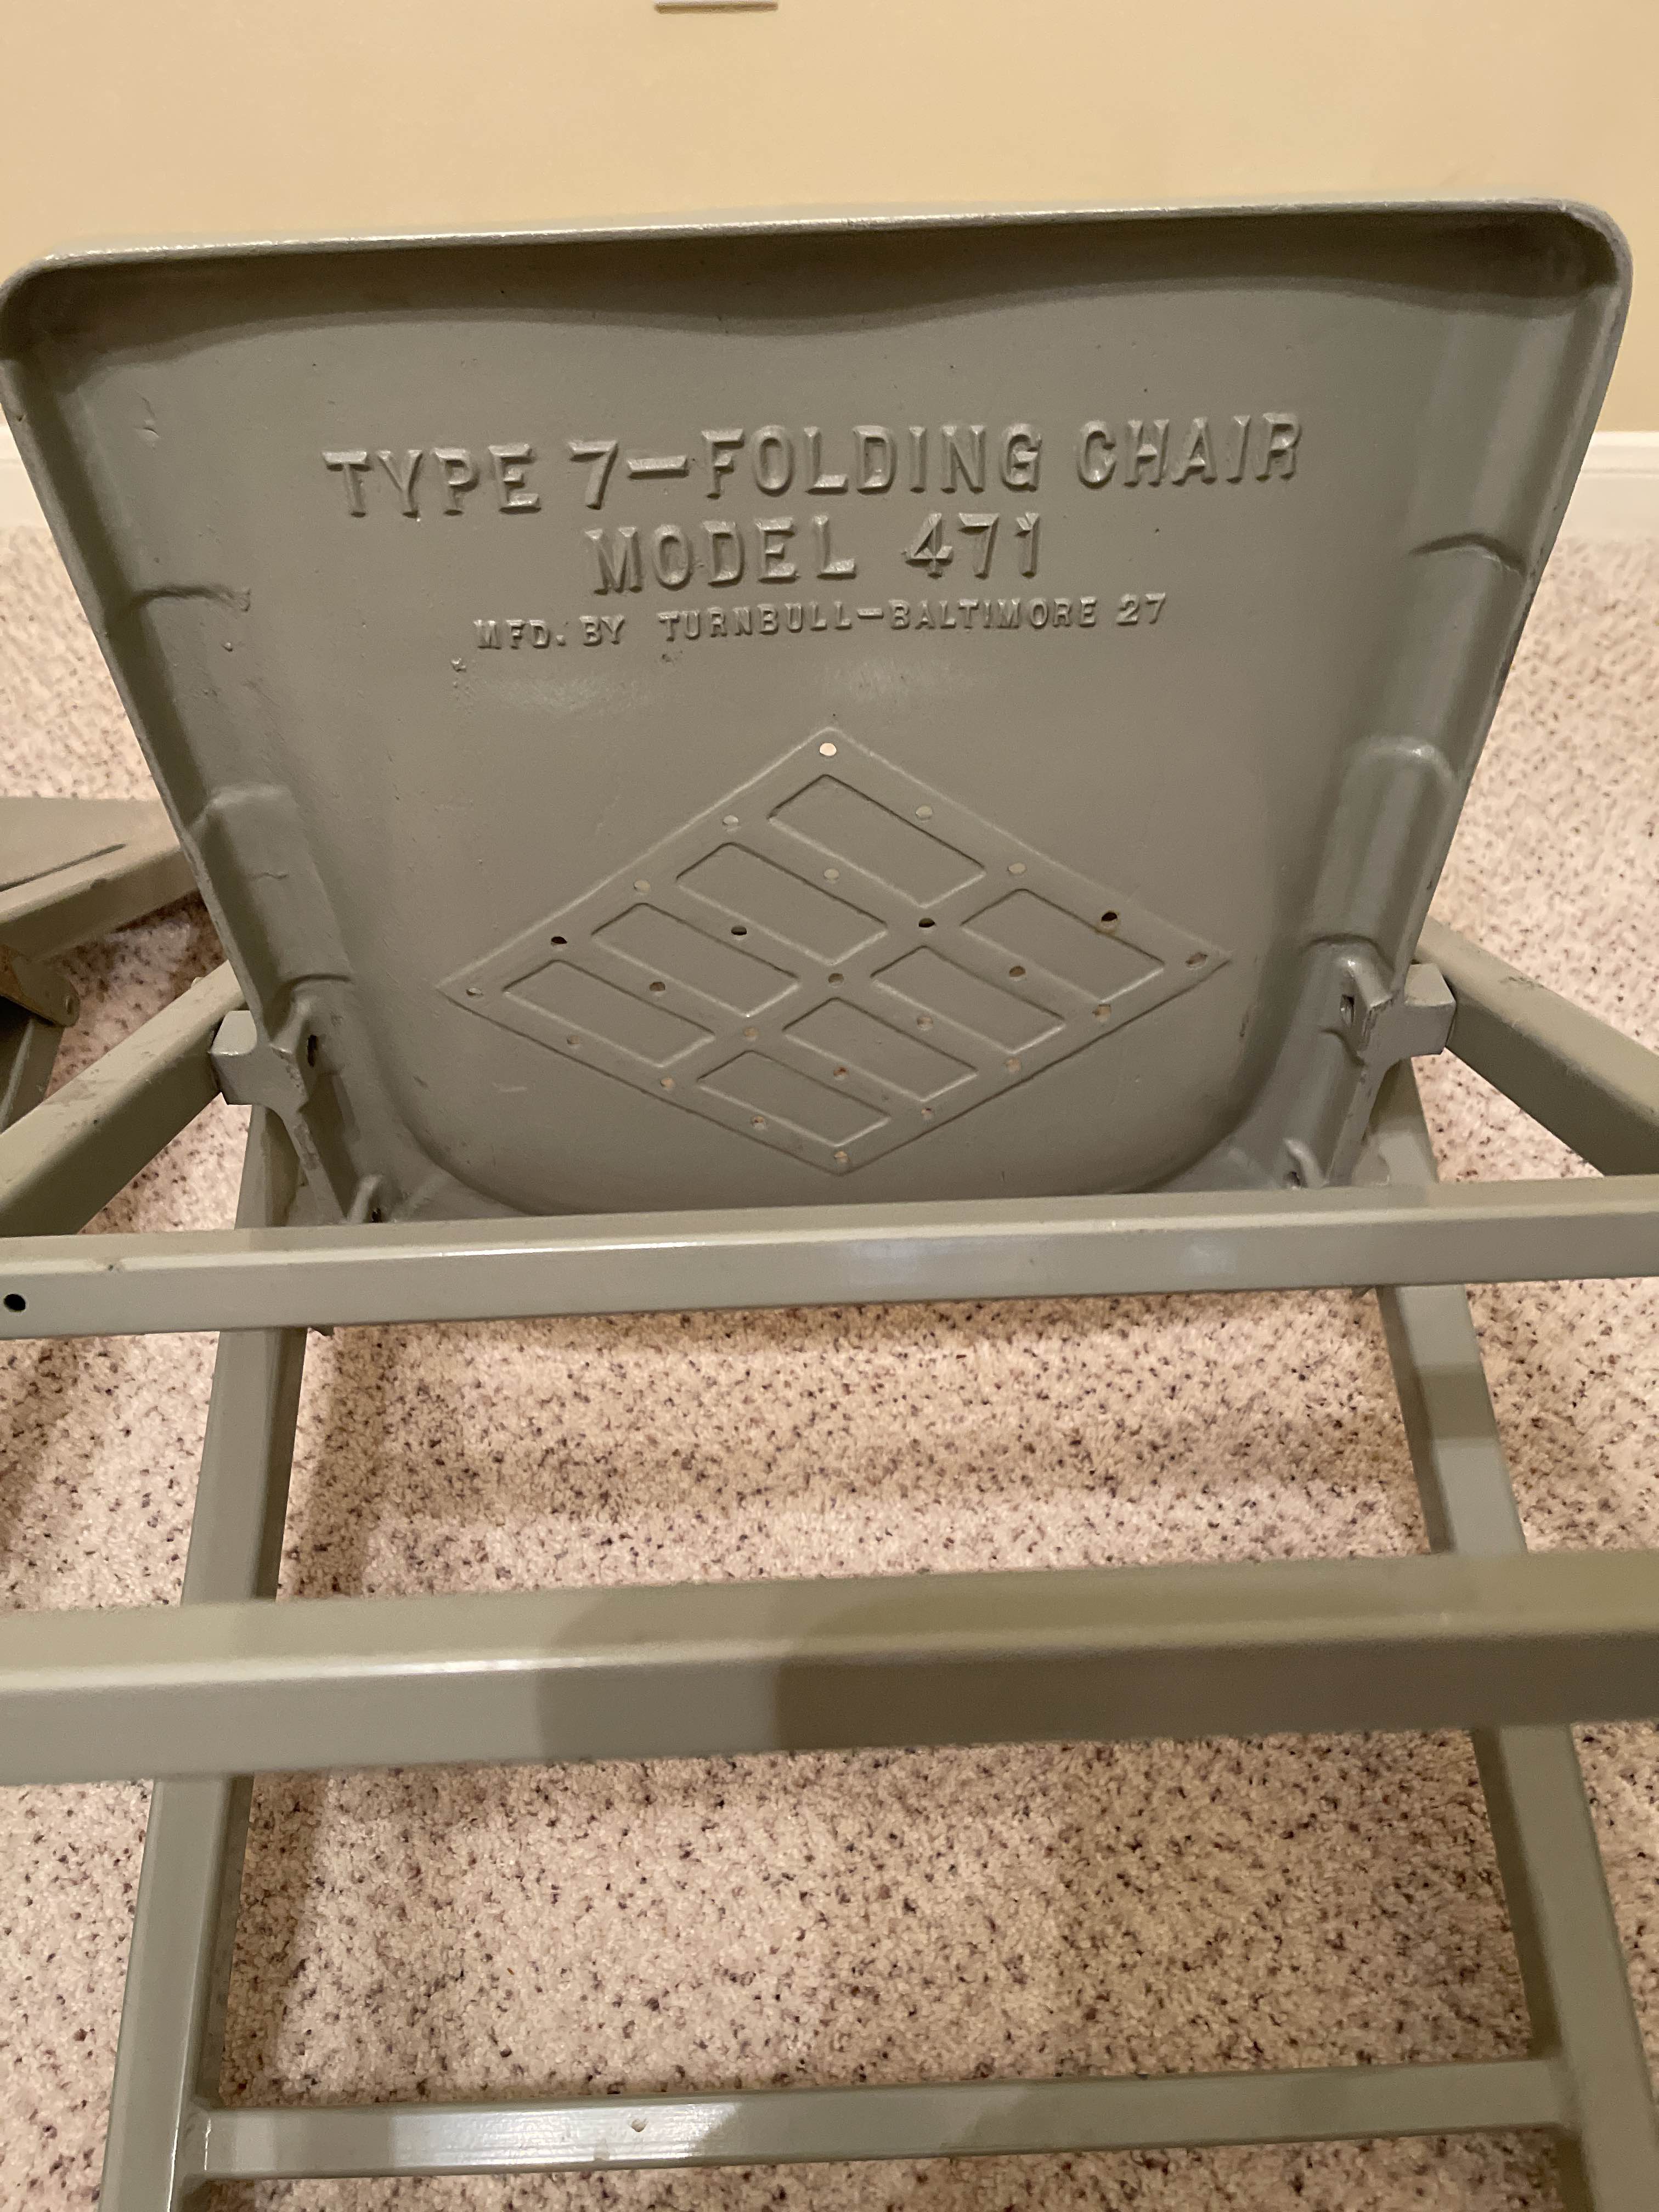 TYPE 7—FOLDING CHAIR
MODEL 471
MFD. BY TURNBULL—BALTIMORE 27